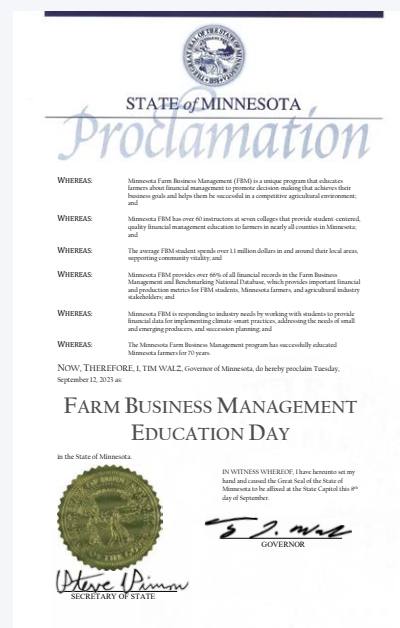 STATE of MINNESOTA
Proclamation
WHEREAS: Minnesota Farm Business Management (FBM) is a unique program that educates
farmers about financial management to promote decision making that achieves their
business goals and helps them be successful in a competitive agricultural environment;
and
WHEREAS: Minnesota FBM has over 60 instructors at seven colleges that provide student-centered,
quality financial management education to farmers in nearly all counties in Minnesota;
and
WHEREAS: The average FBM student spends over 1.1 million dollars in and around their local areas,
supporting community vitality; and
WHEREAS: Minnesota FBM provides over 66% of all financial records in the Farm Business
Management and Benchmarking National Database, which provides important financial
and production metrics for FBM students, Minnesota farmers, and agricultural industry
stakeholders; and
WHEREAS: Minnesota FBM is responding to industry needs by working with students to provide
financial data for implementing climate-smart practices, addressing the needs of small
and emerging producers, and succession planning; and
WHEREAS: The Minnesota Farm Business Management program has successfully educated
Minnesota farmers for 70 years.
NOW, THEREFORE, I, TIM WALZ, Governor of Minnesota, do hereby proclaim Tuesday,
September 12, 2023 as:
FARM BUSINESS MANAGEMENT
EDUCATION DAY
in the State of Minnesota.
IN WITNESS WHEREOF, I have hereunto set my
hand and caused the Great Seal of the State of
Minnesota to be affixed at the State Capitol this 8th
day of September.
GOVERNOR
Steve Simon
SECRETARY OF STATE